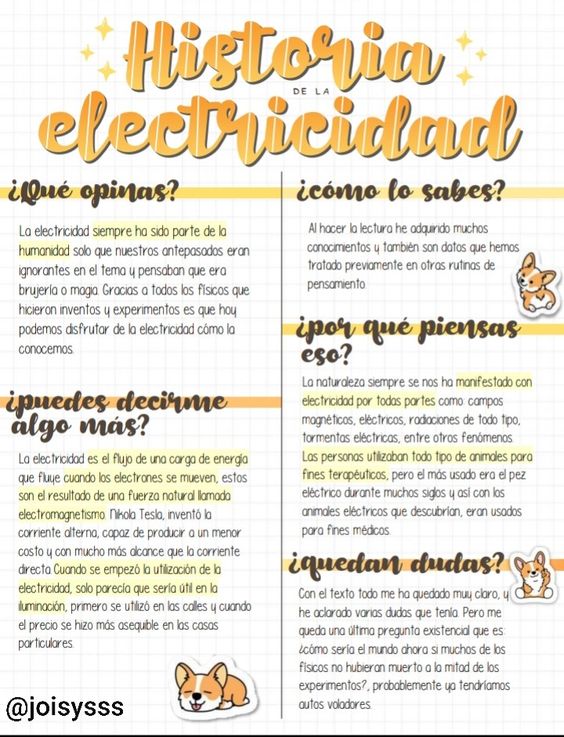 Historia
DE LA
electricidad
¿Qué opinas?
La electricidad siempre ha sido parte de la
humanidad solo que nuestros antepasados eran
ignorantes en el tema y pensaban que era
brujería o magia. Gracias a todos los físicos que
hicieron inventos y experimentos es que hoy
podemos disfrutar de la electricidad cómo la
conocemos.
¿puedes decirme
algo más?
La electricidad es el flujo de una carga de energía
que fluye cuando los electrones se mueven, estos
son el resultado de una fuerza natural llamada
electromagnetismo. Nikola Tesla, inventó la
corriente alterna, capaz de producir a un menor
costo y con mucho más alcance que la corriente
directa. Cuando se empezó la utilización de la
electricidad, solo parecía que sería útil en la
iluminación, primero se utilizó en las calles y cuando
el precio se hizo más asequible en las casas
particulares.
¿cómo lo sabes?
Al hacer la lectura he adquirido muchos
conocimientos y también son datos que hemos
tratado previamente en otras rutinas de
pensamiento.
¿por qué piensas
eso?
La naturaleza siempre se nos ha manifestado con
electricidad por todas partes como: campos
magnéticos, eléctricos, radiaciones de todo tipo,
tormentas eléctricas, entre otros fenómenos.
Las personas utilizaban todo tipo de animales para
fines terapéuticos, pero el más usado era el pez
eléctrico durante muchos siglos y así con los
animales eléctricos que descubrían, eran usados
para fines médicos.
¿quedan dudas?
Con el texto todo me ha quedado muy claro, y
he aclarado varias dudas que tenía. Pero me
queda una última pregunta existencial que es:
¿cómo sería el mundo ahora si muchos de los
físicos no hubieran muerto a la mitad de los
experimentos?, probablemente ya tendríamos
autos voladores.
@joisysss